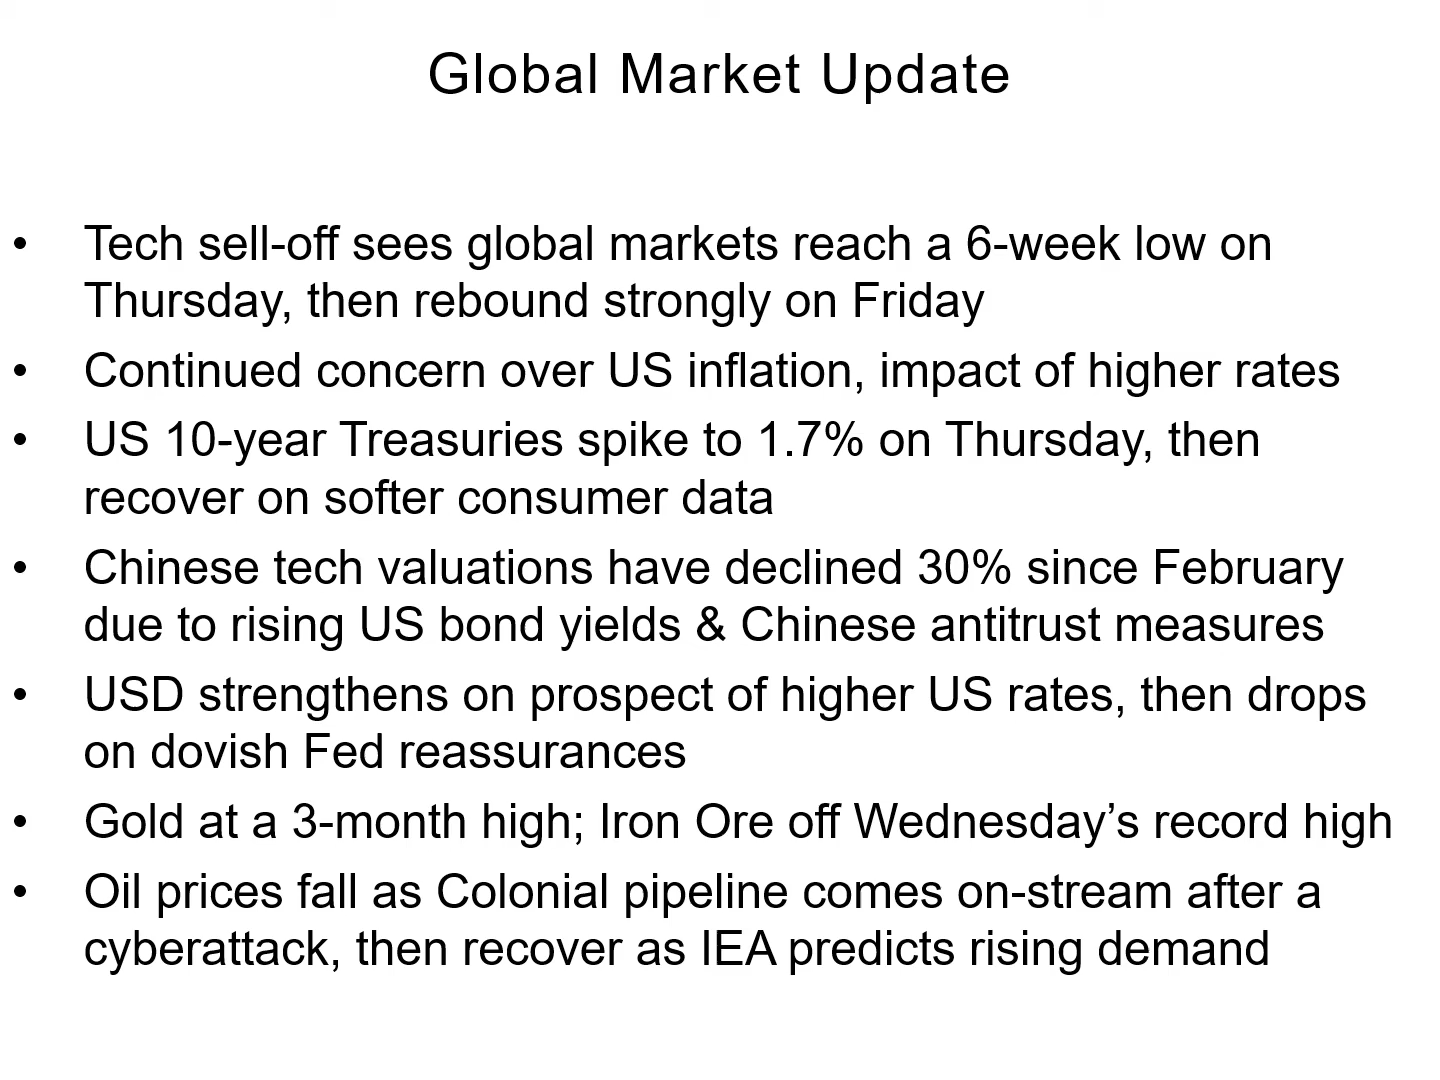 Global Market Update
• Tech sell-off sees global markets reach a 6-week low on
Thursday, then rebound strongly on Friday
• Continued concern over US inflation, impact of higher rates
• US 10-year Treasuries spike to 1.7% on Thursday, then
recover on softer consumer data
• Chinese tech valuations have declined 30% since February
due to rising US bond yields & Chinese antitrust measures
• USD strengthens on prospect of higher US rates, then drops
on dovish Fed reassurances
• Gold at a 3-month high; Iron Ore off Wednesday’s record high
• Oil prices fall as Colonial pipeline comes on-stream after a
cyberattack, then recover as IEA predicts rising demand